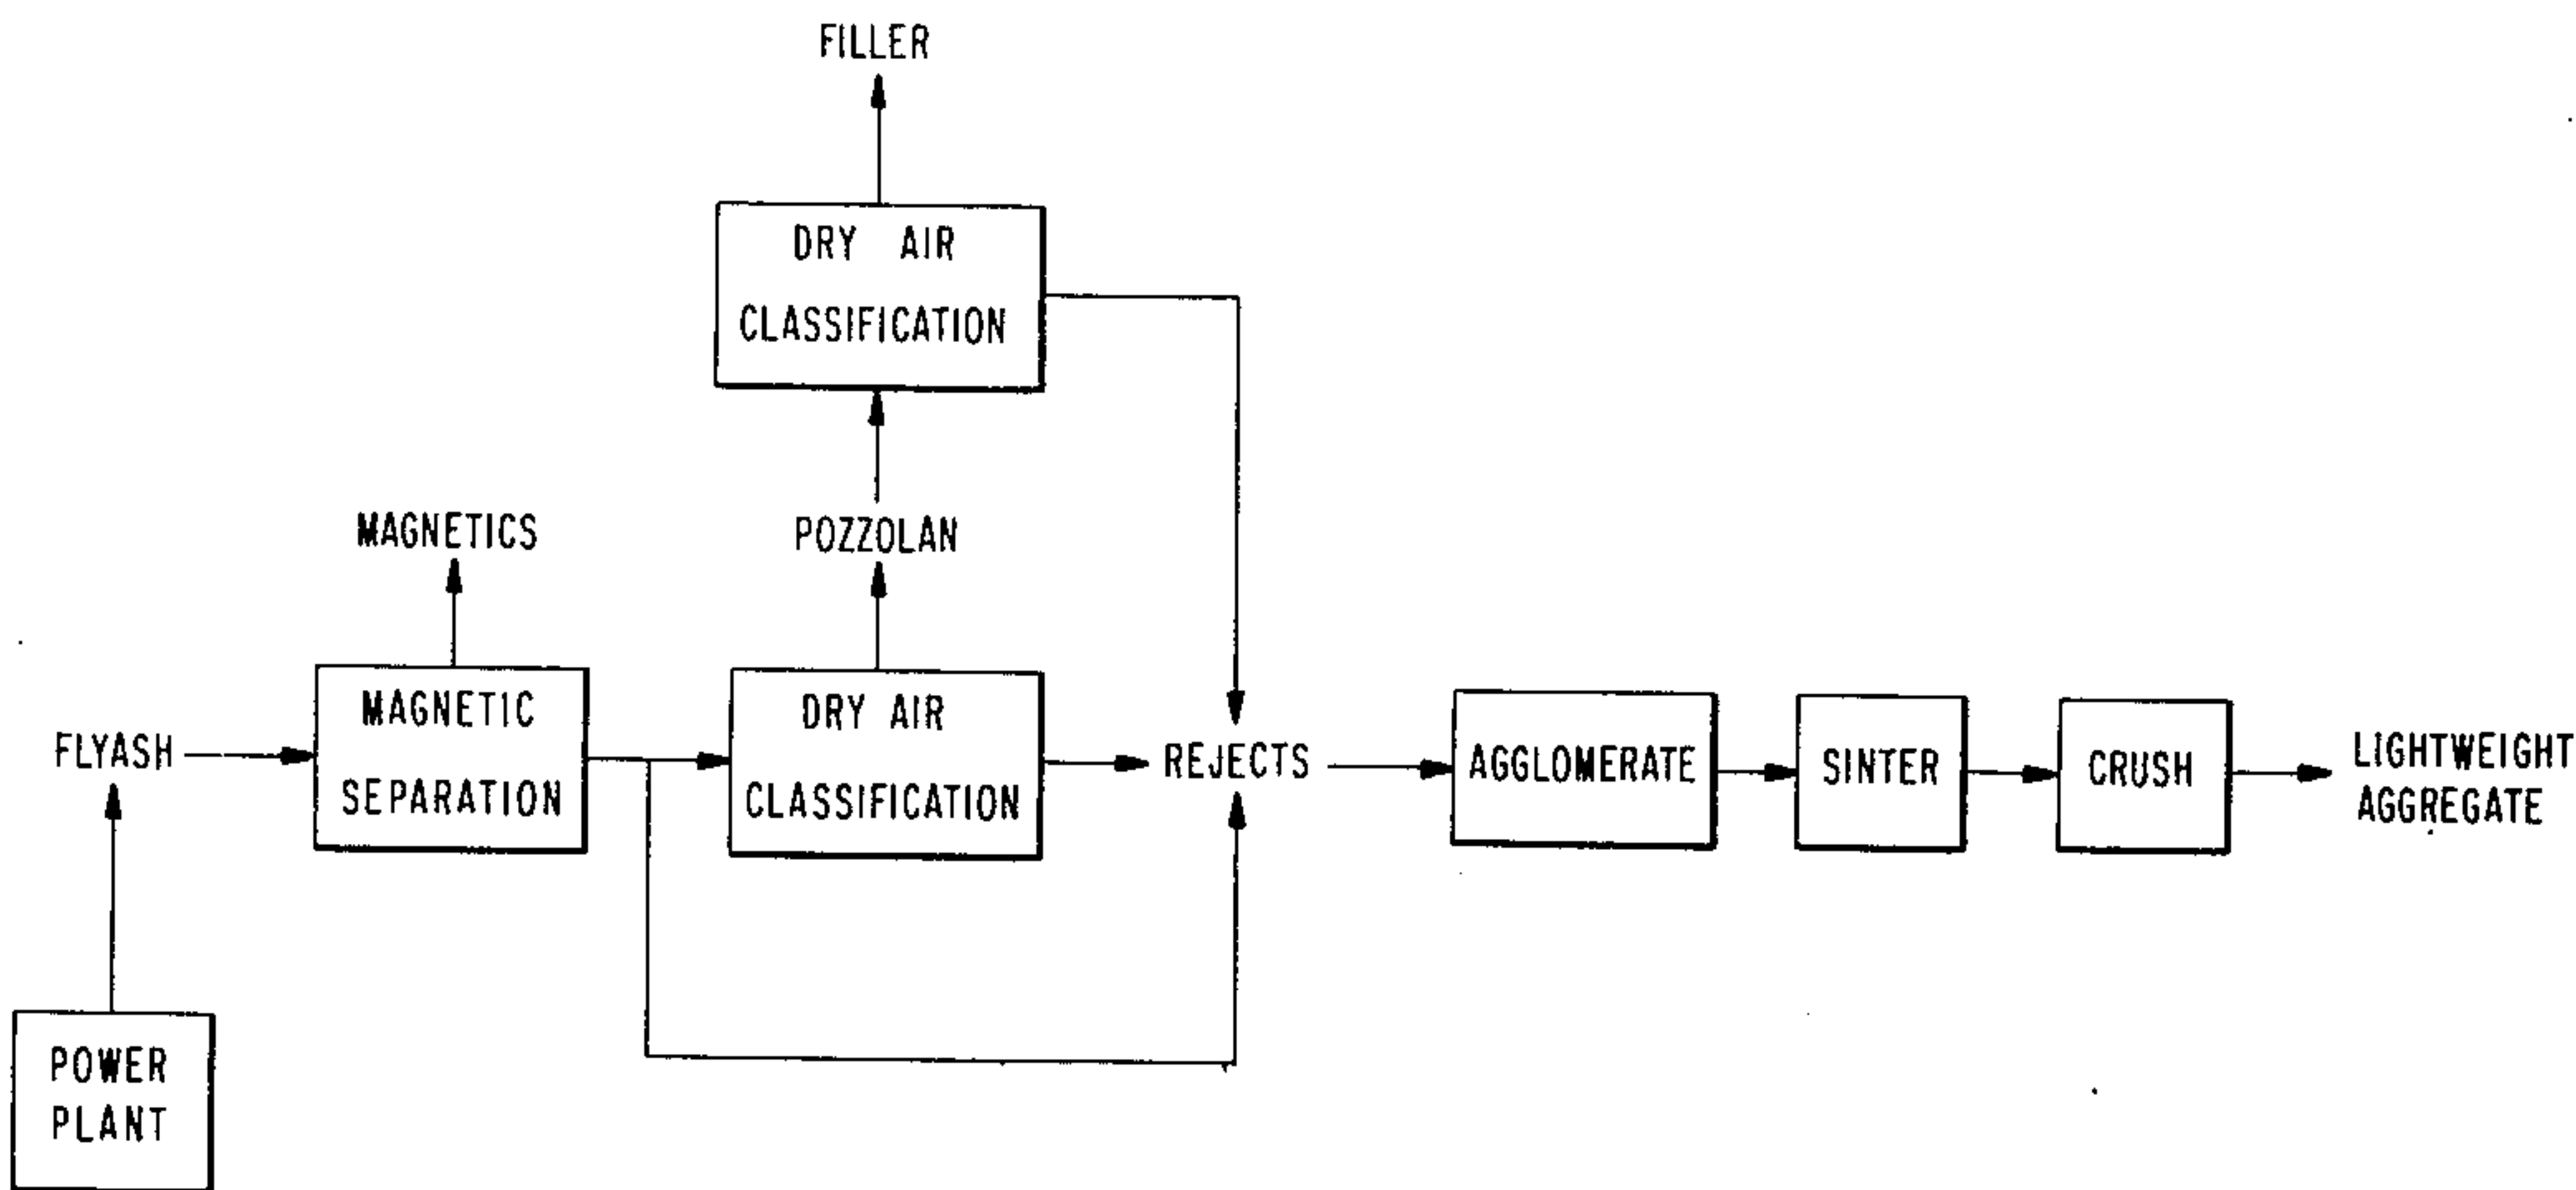 FILLER
DRY AIR
CLASSIFICATION
MAGNETICS
POZZOLAN
MAGNETIC
SEPARATION
DRY AIR
CLASSIFICATION
FLYASH
REJECTS
AGGLOMERATE
SINTER
CRUSH
LIGHTWEIGHT
AGGREGATE
POWER
PLANT